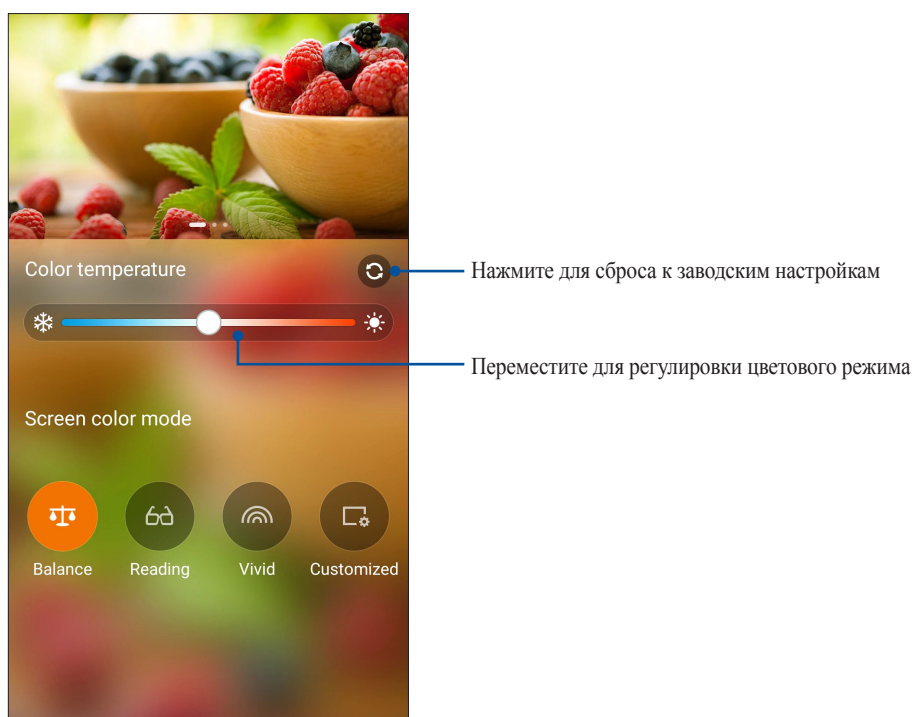 Color temperature
Нажмите для сброса к заводским настройкам
Переместите для регулировки цветового режима
Screen color mode
Balance Reading Vivid Customized